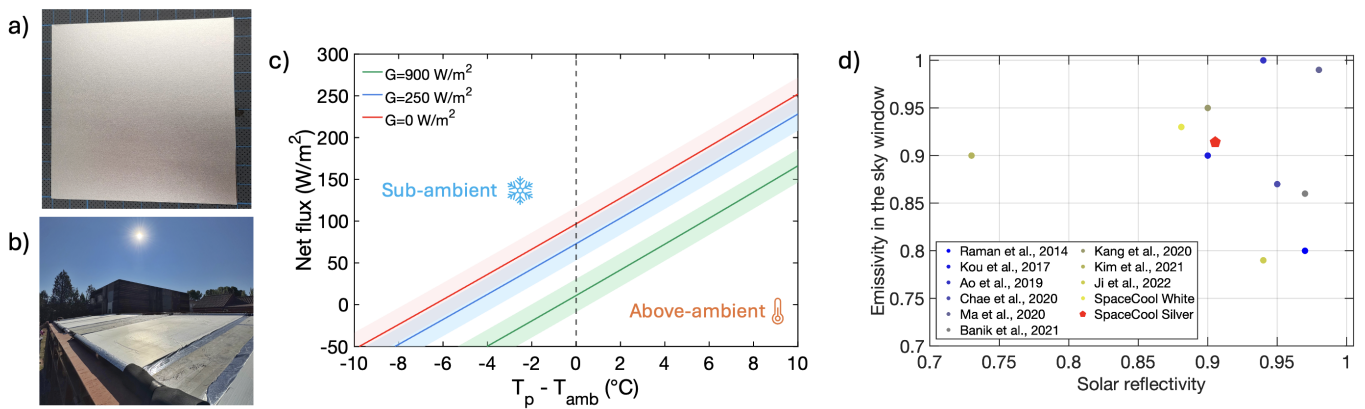 a)
b)
c)
300
250
200
150
100
50
0
-50
-10
-8
-6
-4
-2
0
2
4
6
8
10
Net flux (W/m²)
Tp - Tamb (°C)
G=900 W/m²
G=250 W/m²
G=0 W/m²
Sub-ambient
Above-ambient
d)
1
0.95
0.9
0.85
0.8
0.75
0.7
0.7
0.75
0.8
0.85
0.9
0.95
1
Emissivity in the sky window
Solar reflectivity
Raman et al., 2014
Kou et al., 2017
Ao et al., 2019
Chae et al., 2020
Ma et al., 2020
Banik et al., 2021
Kang et al., 2020
Kim et al., 2021
Ji et al., 2022
SpaceCool White
SpaceCool Silver